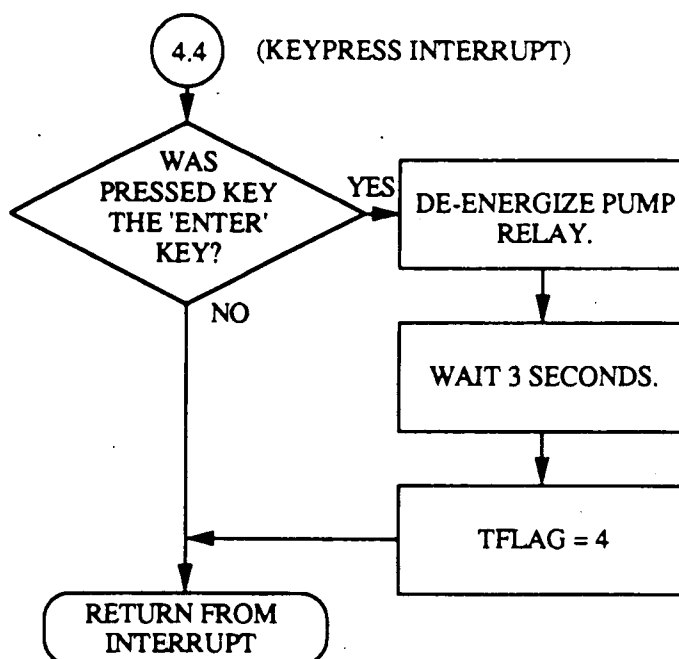 4.4 (KEYPRESS INTERRUPT)
WAS
PRESSED KEY
THE 'ENTER'
KEY?
YES
DE-ENERGIZE PUMP
RELAY.
NO
WAIT 3 SECONDS.
TFLAG = 4
RETURN FROM
INTERRUPT